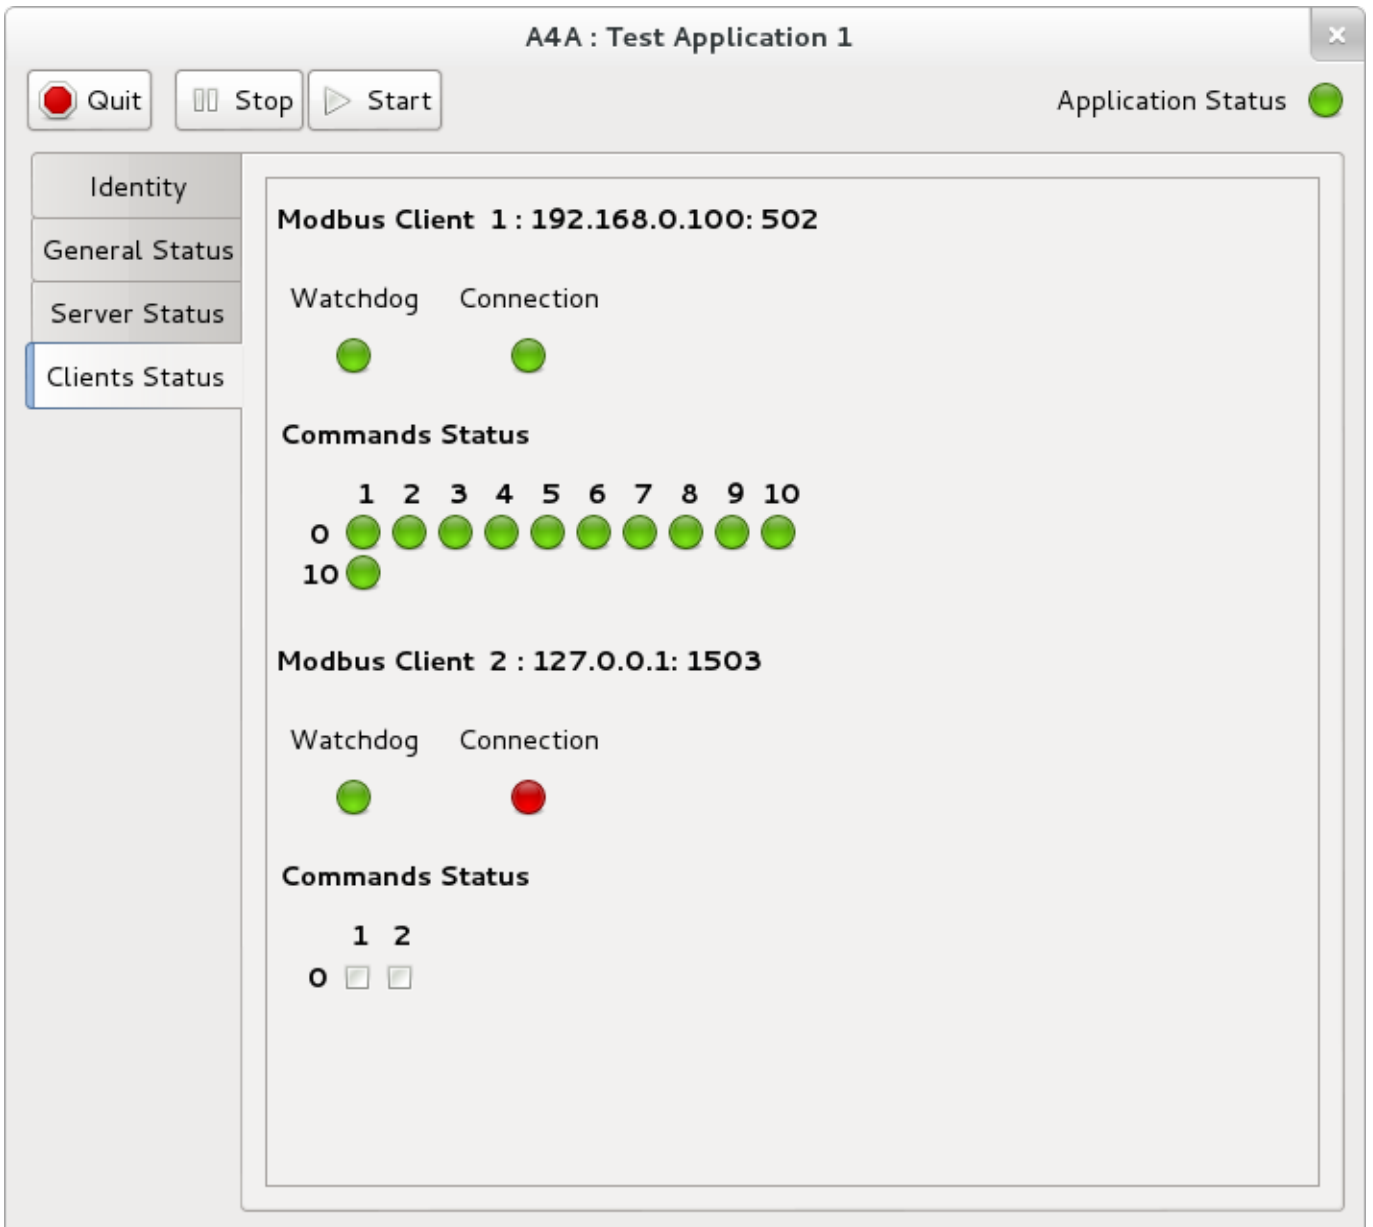 A4A : Test Application 1
Quit Stop Start Application Status
Identity
General Status
Server Status
Clients Status
Modbus Client 1 : 192.168.0.100: 502
Watchdog Connection
Commands Status
1 2 3 4 5 6 7 8 9 10
0
10
Modbus Client 2 : 127.0.0.1: 1503
Watchdog Connection
Commands Status
1 2
0